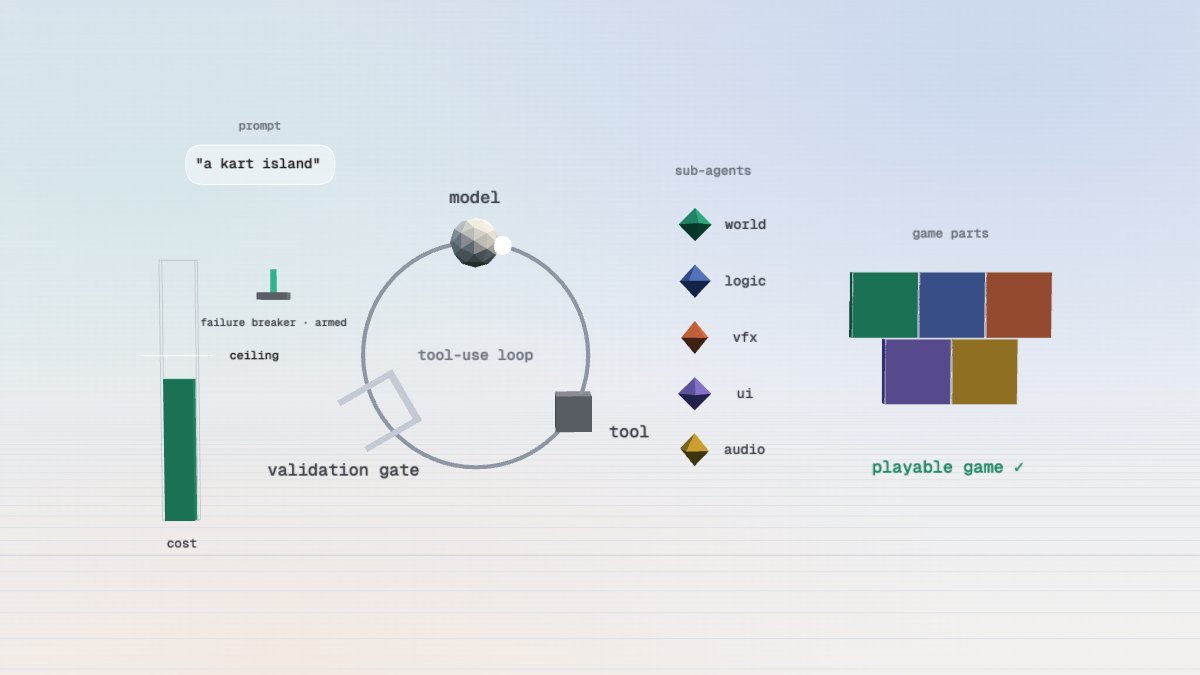 prompt
"a kart island"
model
failure breaker · armed
ceiling
cost
tool-use loop
validation gate
tool
sub-agents
world
logic
vfx
ui
audio
game parts
playable game ✓